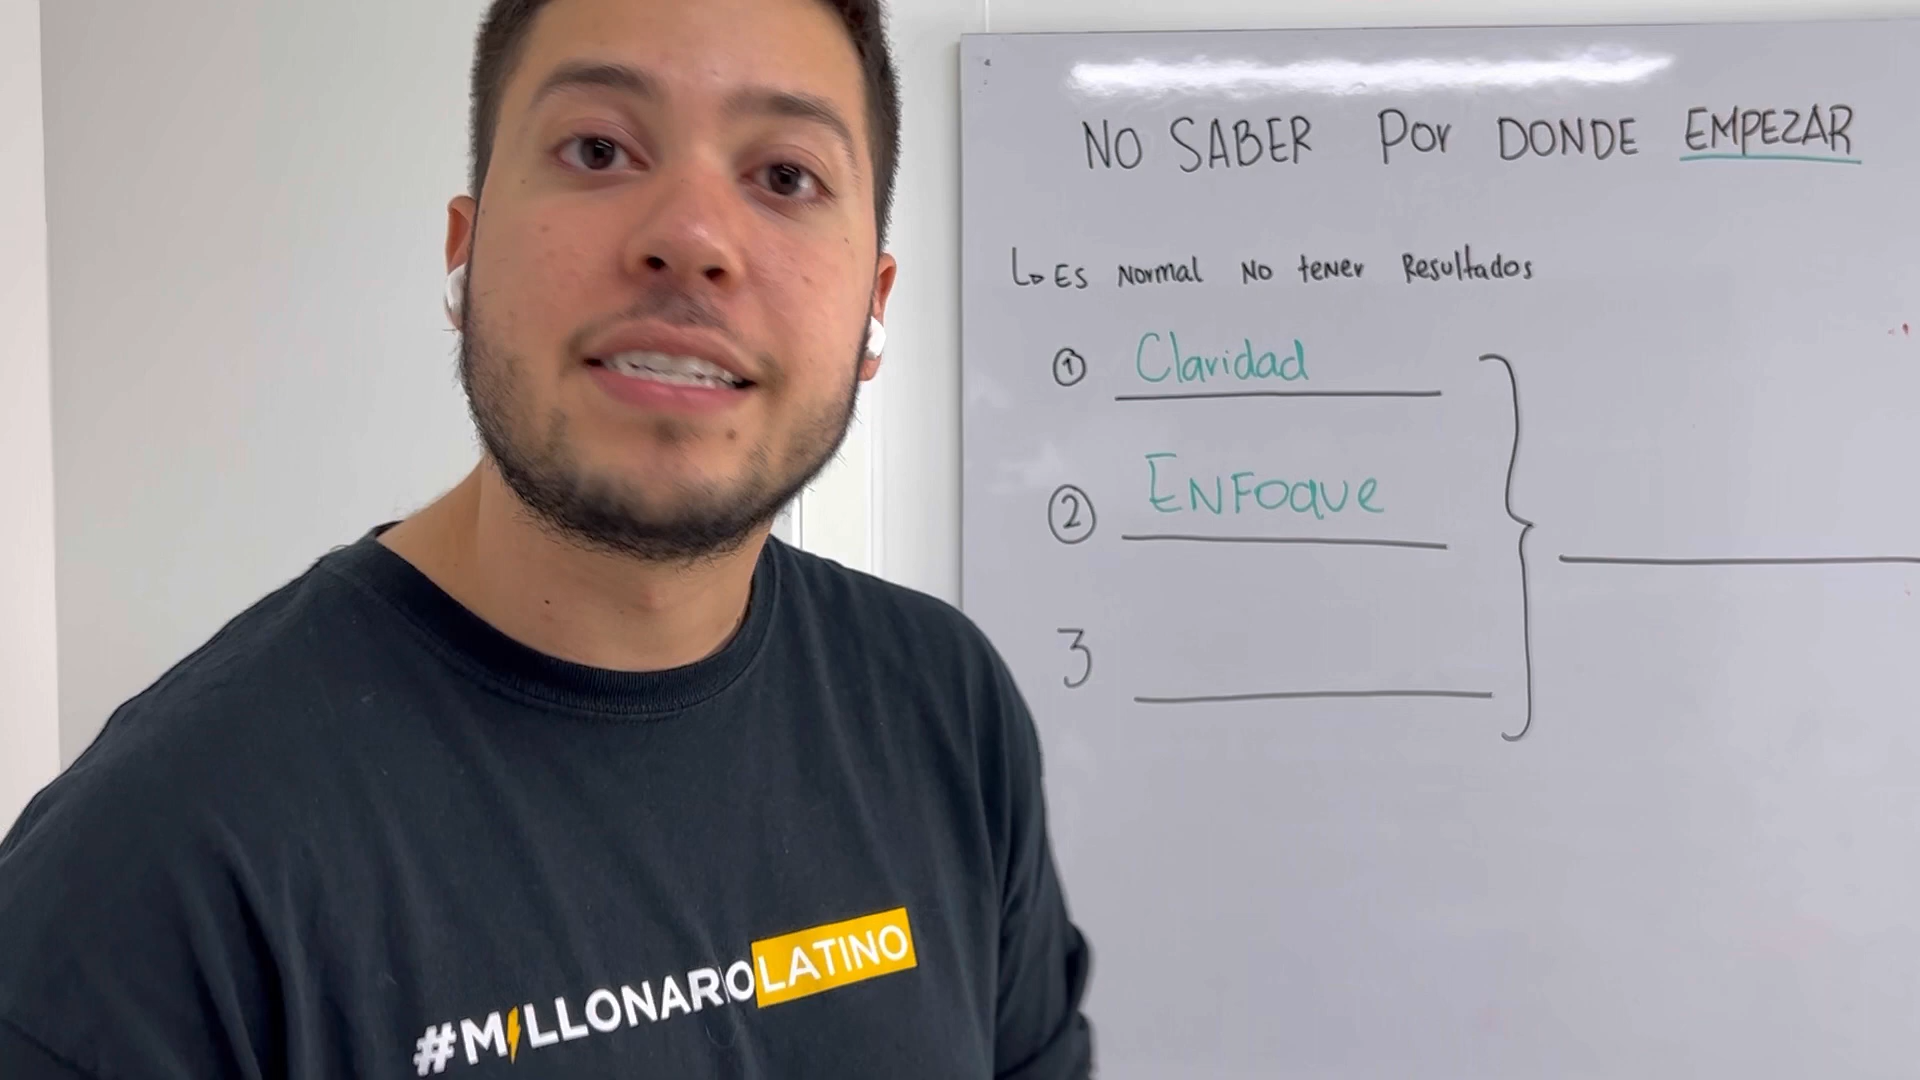 NO SABER Por DONDE EMPEZAR
Es Normal No teNer Resultados
1 Claridad
2 ENFoque
3
#MILLONARIOLATINO